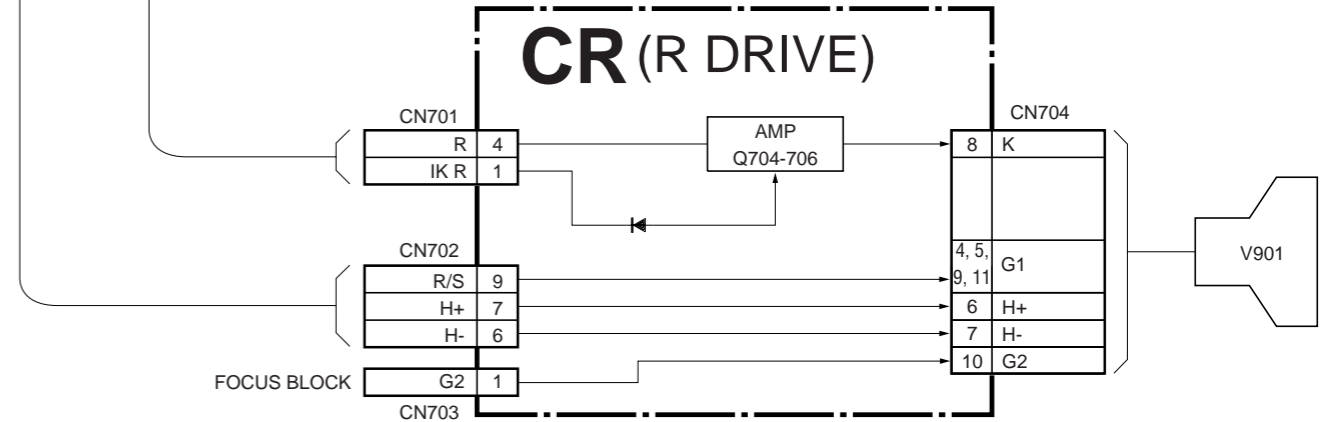 CR (R DRIVE)
CN701
R 4
IK R 1
AMP
Q704-706
CN704
8 K
CN702
R/S 9
H+ 7
H- 6
4, 5,
9, 11
G1
6 H+
7 H-
10 G2
V901
FOCUS BLOCK G2 1
CN703